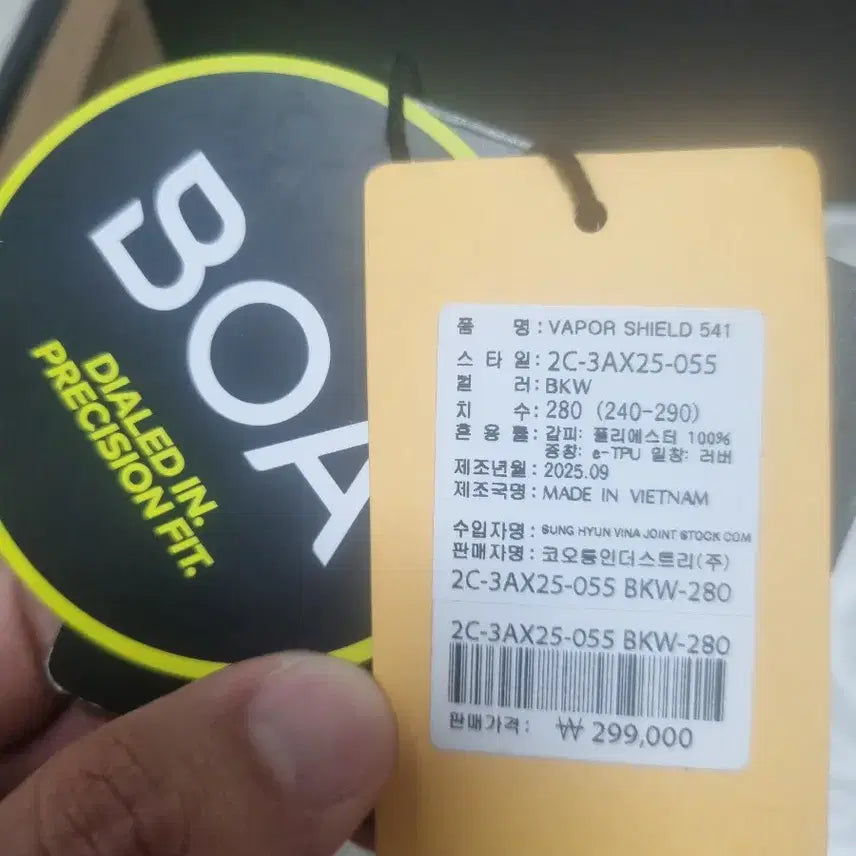 BOA
DIALED IN.
PRECISION FIT.
품 명: VAPOR SHIELD 541
스 타 일: 2C-3AX25-055
컬 러: BKW
치 수: 280 (240-290)
혼 용 률: 갑피: 폴리에스터 100%
중창: e-TPU 밑창: 러버
제조년월: 2025.09
제조국명: MADE IN VIETNAM
수입자명: SUNG HYUN VINA JOINT STOCK COM
판매자명: 코오롱인더스트리(주)
2C-3AX25-055 BKW-280
2C-3AX25-055 BKW-280
판매가격: ₩ 299,000